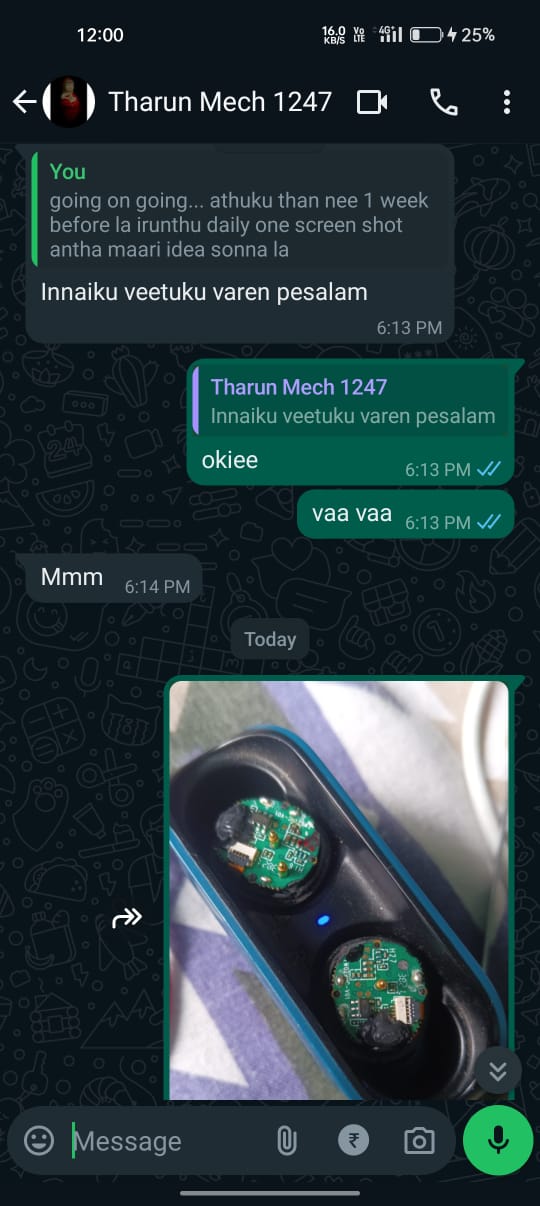 12:00
16.0 KB/S Vo LTE 4G+ 25%
Tharun Mech 1247
You
going on going... athuku than nee 1 week
before la irunthu daily one screen shot
antha maari idea sonna la
Innaiku veetuku varen pesalam
6:13 PM
Tharun Mech 1247
Innaiku veetuku varen pesalam
okiee
6:13 PM
vaa vaa 6:13 PM
Mmm 6:14 PM
Today
Message
₹